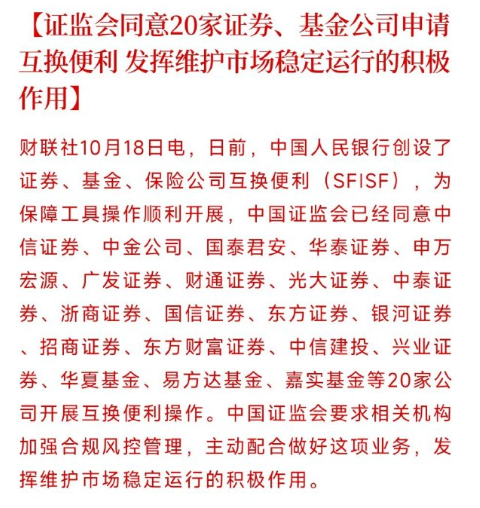 【证监会同意20家证券、基金公司申请
互换便利 发挥维护市场稳定运行的积极
作用】
财联社10月18日电，日前，中国人民银行创设了
证券、基金、保险公司互换便利（SFISF），为
保障工具操作顺利开展，中国证监会已经同意中
信证券、中金公司、国泰君安、华泰证券、申万
宏源、广发证券、财通证券、光大证券、中泰证
券、浙商证券、国信证券、东方证券、银河证券
、招商证券、东方财富证券、中信建投、兴业证
券、华夏基金、易方达基金、嘉实基金等20家公
司开展互换便利操作。中国证监会要求相关机构
加强合规风控管理，主动配合做好这项业务，发
挥维护市场稳定运行的积极作用。